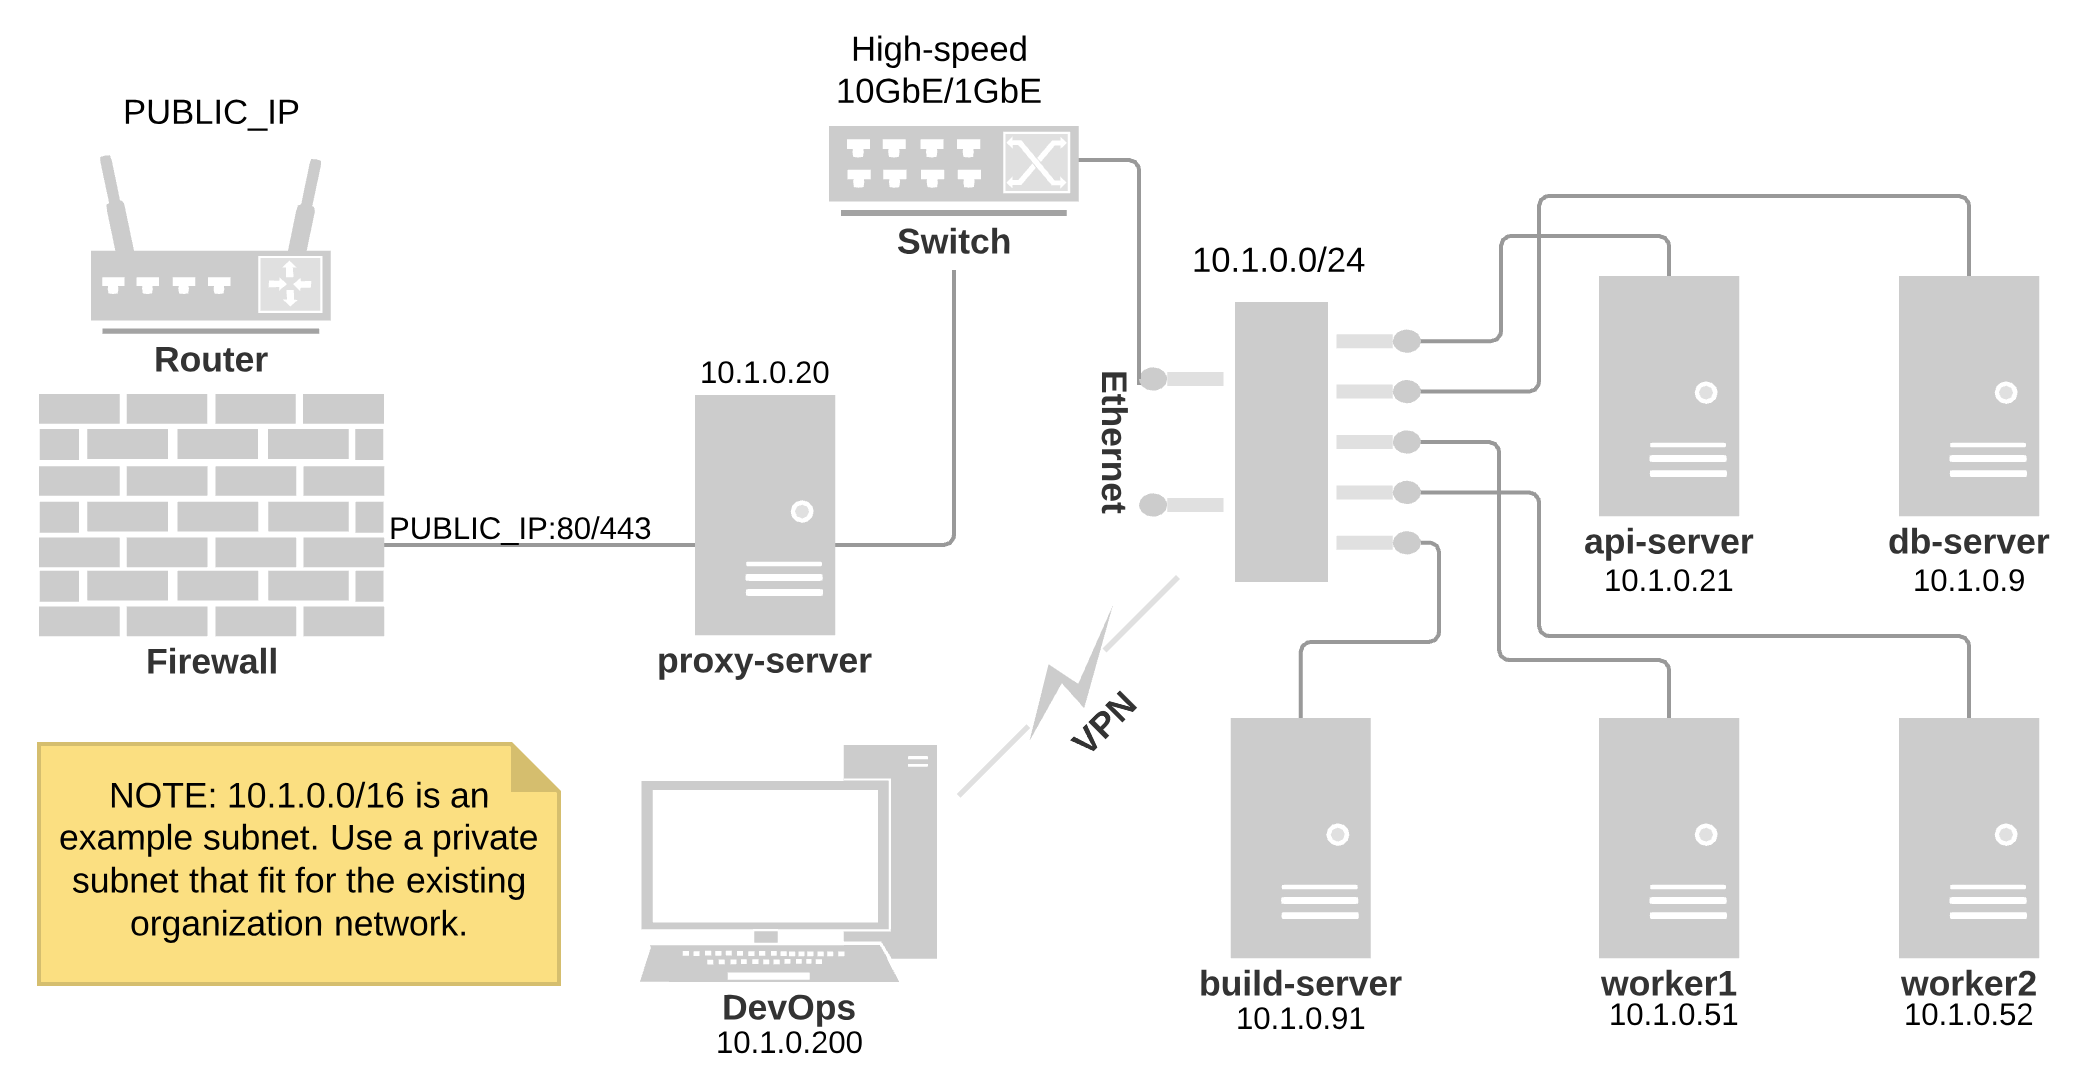 High-speed
10GbE/1GbE
PUBLIC_IP
Switch
10.1.0.0/24
Router
10.1.0.20
Ethernet
PUBLIC_IP:80/443
api-server
10.1.0.21
db-server
10.1.0.9
Firewall
proxy-server
VPN
NOTE: 10.1.0.0/16 is an
example subnet. Use a private
subnet that fit for the existing
organization network.
DevOps
10.1.0.200
build-server
10.1.0.91
worker1
10.1.0.51
worker2
10.1.0.52